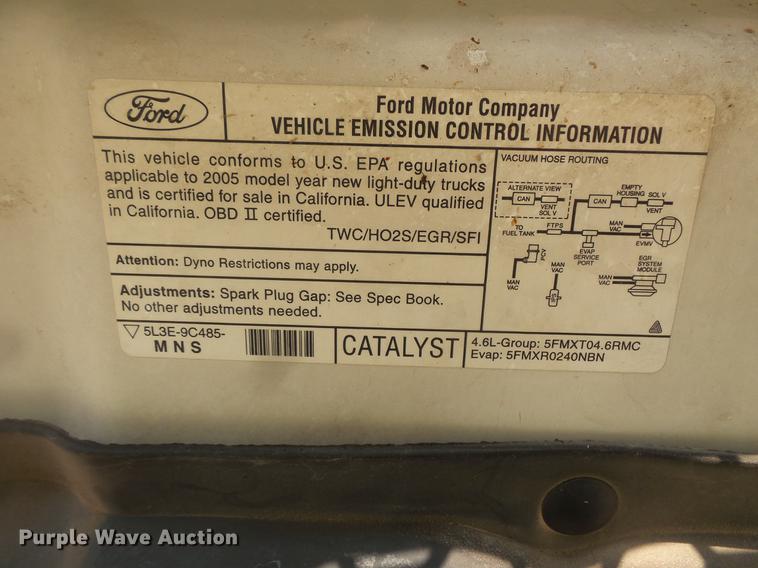 Ford
Ford Motor Company
VEHICLE EMISSION CONTROL INFORMATION
This vehicle conforms to U.S. EPA regulations
applicable to 2005 model year new light-duty trucks
and is certified for sale in California. ULEV qualified
in California. OBD II certified.
TWC/HO2S/EGR/SFI
Attention: Dyno Restrictions may apply.
Adjustments: Spark Plug Gap: See Spec Book.
No other adjustments needed.
VACUUM HOSE ROUTING
ALTERNATE VIEW
CAN
VENT
SOL V
CAN
EMPTY
HOUSING
SOL V
VENT
TO
FUEL TANK
FTPS
MAN
VAC
EVMV
EVAP
SERVICE
PORT
MAN
VAC
PCV
MAN
VAC
EGR
SYSTEM
MODULE
MAN
VAC
5L3E-9C485-
M N S
CATALYST
4.6L-Group: 5FMXT04.6RMC
Evap: 5FMXR0240NBN
Purple Wave Auction